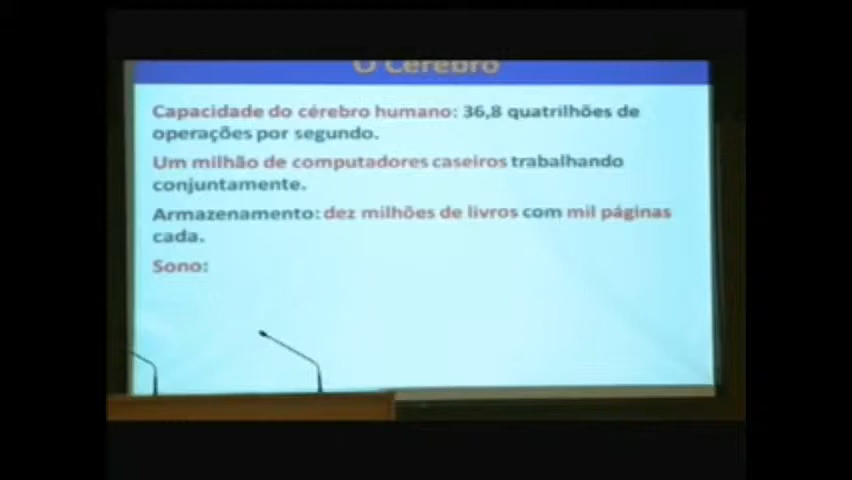 O Cérebro
Capacidade do cérebro humano: 36,8 quatrilhões de
operações por segundo.
Um milhão de computadores caseiros trabalhando
conjuntamente.
Armazenamento: dez milhões de livros com mil páginas
cada.
Sono: